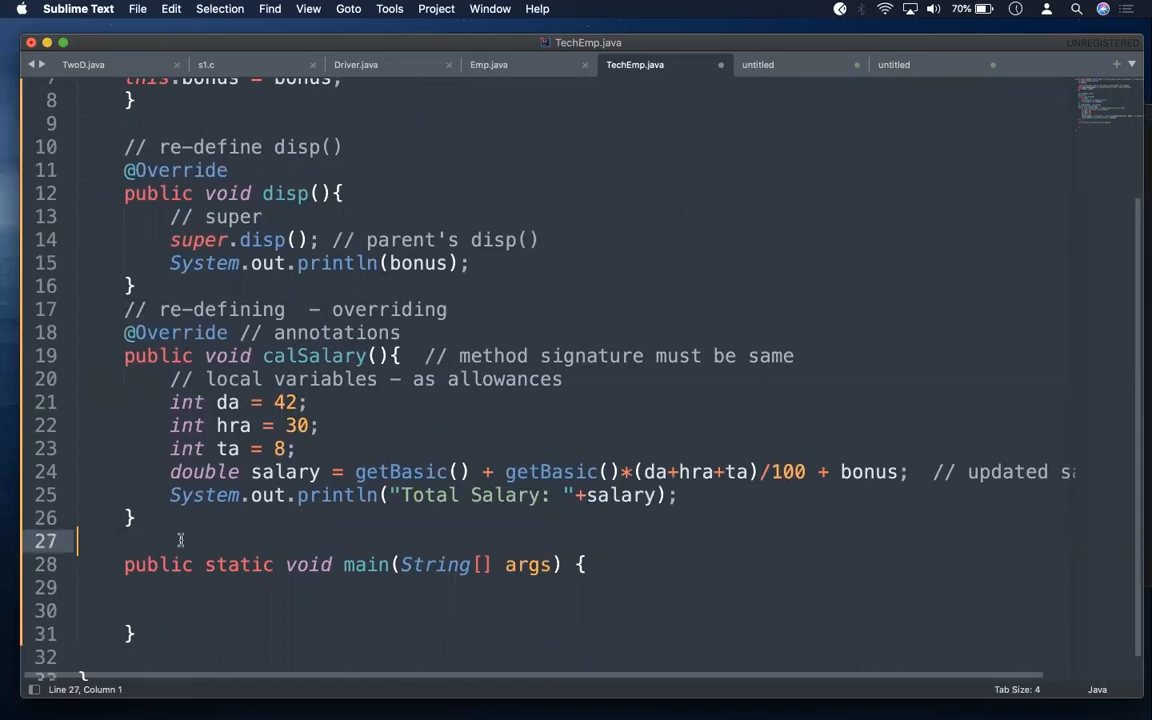 Sublime Text File Edit Selection Find View Goto Tools Project Window Help 70%
TechEmp.java UNREGISTERED
TwoD.java s1.c Driver.java Emp.java TechEmp.java untitled untitled
7 this.bonus = bonus;
8 }
9
10 // re-define disp()
11 @Override
12 public void disp(){
13 // super
14 super.disp(); // parent's disp()
15 System.out.println(bonus);
16 }
17 // re-defining - overriding
18 @Override // annotations
19 public void calSalary(){ // method signature must be same
20 // local variables - as allowances
21 int da = 42;
22 int hra = 30;
23 int ta = 8;
24 double salary = getBasic() + getBasic()*(da+hra+ta)/100 + bonus; // updated sa
25 System.out.println("Total Salary: "+salary);
26 }
27
28 public static void main(String[] args) {
29
30
31 }
32
33 }
Line 27, Column 1 Tab Size: 4 Java